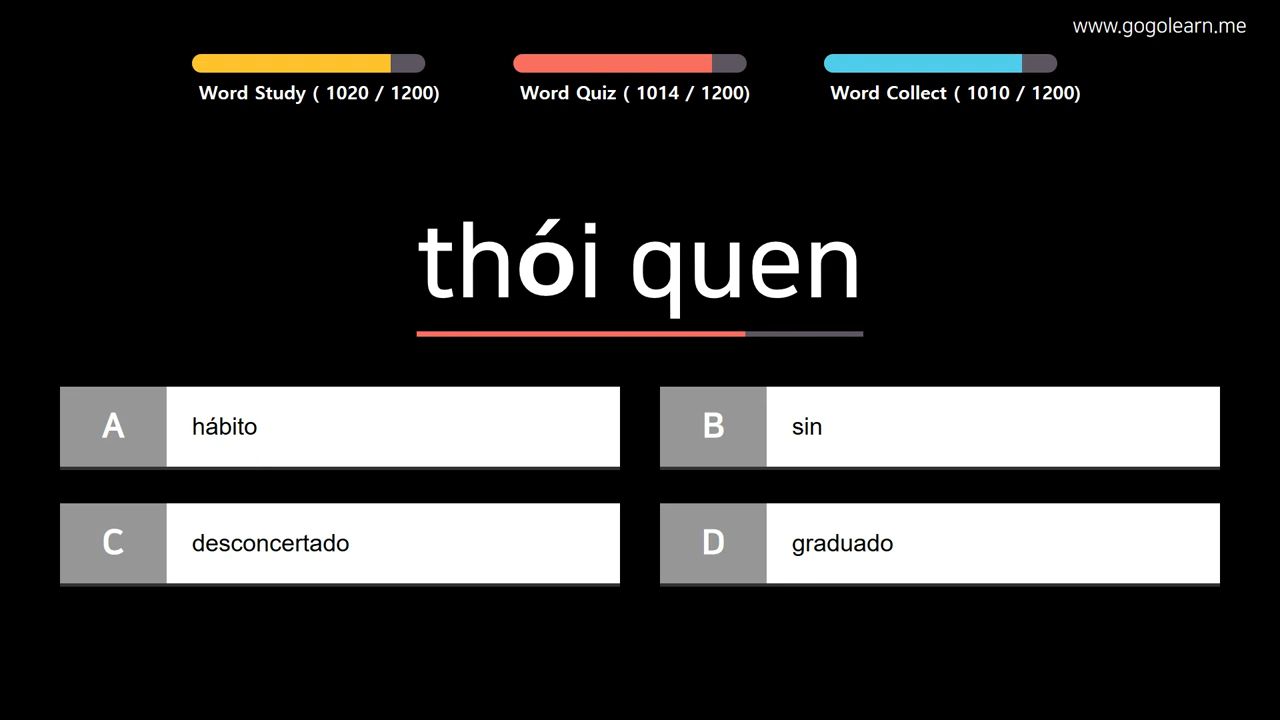 www.gogolearn.me
Word Study ( 1020 / 1200)
Word Quiz ( 1014 / 1200)
Word Collect ( 1010 / 1200)
thói quen
A hábito
B sin
C desconcertado
D graduado